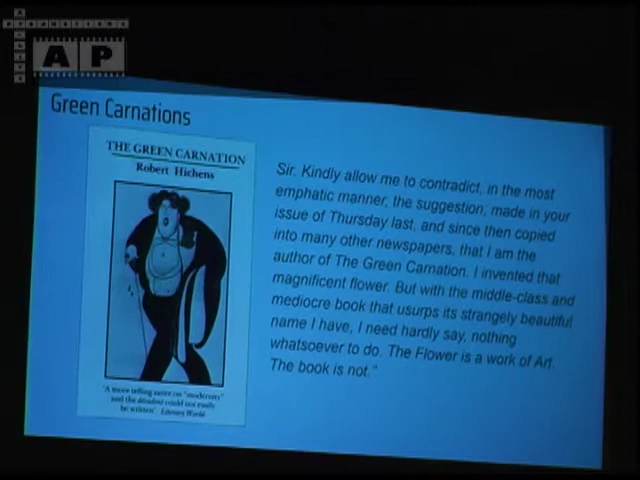 ARCHIVES
PERSPECTIVES
AP
Green Carnations
THE GREEN CARNATION
Robert Hichens
'A more telling satire on "modernity"
and the decadent could not easily
be written' Literary World
Sir. Kindly allow me to contradict, in the most
emphatic manner, the suggestion, made in your
issue of Thursday last, and since then copied
into many other newspapers, that I am the
author of The Green Carnation. I invented that
magnificent flower. But with the middle-class and
mediocre book that usurps its strangely beautiful
name I have, I need hardly say, nothing
whatsoever to do. The Flower is a work of Art.
The book is not."